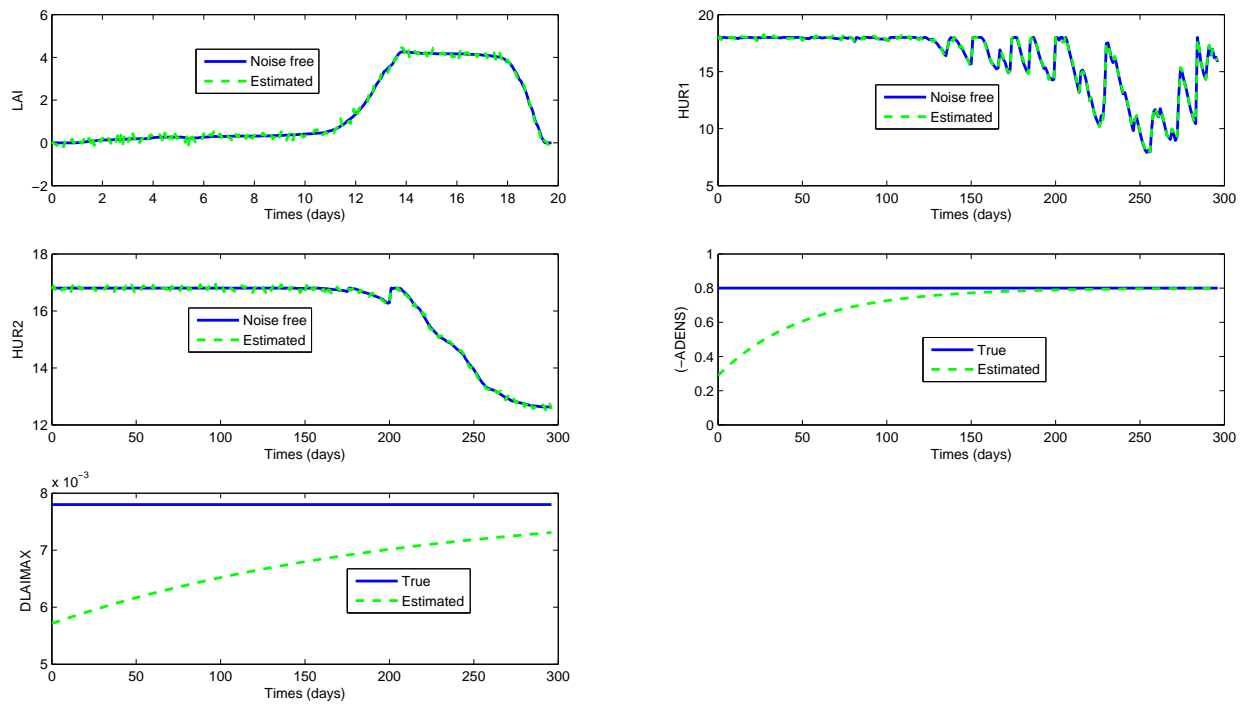 6
4
2
0
−2
LAI
Noise free
Estimated
0 2 4 6 8 10 12 14 16 18 20
Times (days)
20
15
10
5
HUR1
Noise free
Estimated
0 50 100 150 200 250 300
Times (days)
18
16
14
12
HUR2
Noise free
Estimated
0 50 100 150 200 250 300
Times (days)
1
0.8
0.6
0.4
0.2
0
(−ADENS)
True
Estimated
0 50 100 150 200 250 300
Times (days)
x 10⁻³
8
7
6
5
DLAIMAX
True
Estimated
0 50 100 150 200 250 300
Times (days)